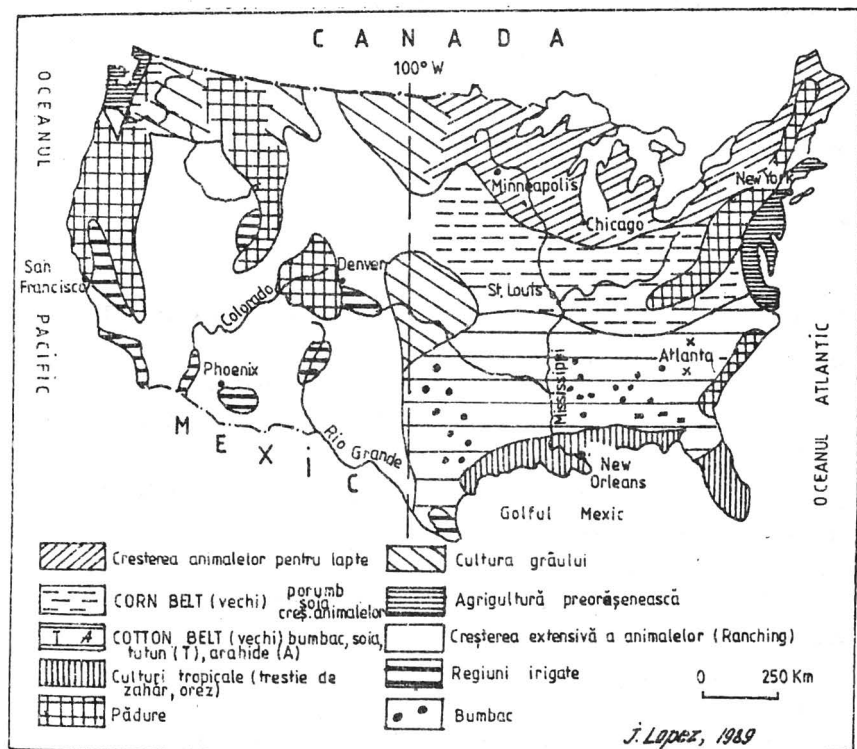 CANADA
100° W
OCEANUL PACIFIC
Minneapolis
New York
Chicago
San Francisco
Denver
St. Louis
Colorado
Phoenix
Mississippi
Atlanta
MEXIC
Rio Grande
New Orleans
Golful Mexic
OCEANUL ATLANTIC
Cresterea animalelor pentru lapte
Cultura grâului
CORN BELT (vechi) porumb
soia
creș. animalelor
Agrigultură preorășenească
T A COTTON BELT (vechi) bumbac, soia,
tutun (T), arahide (A)
Creșterea extensivă a animalelor (Ranching)
Culturi tropicale (trestie de
zahăr, orez)
Regiuni irigate
0 250 Km
Pădure
Bumbac
J. Lopez, 1989